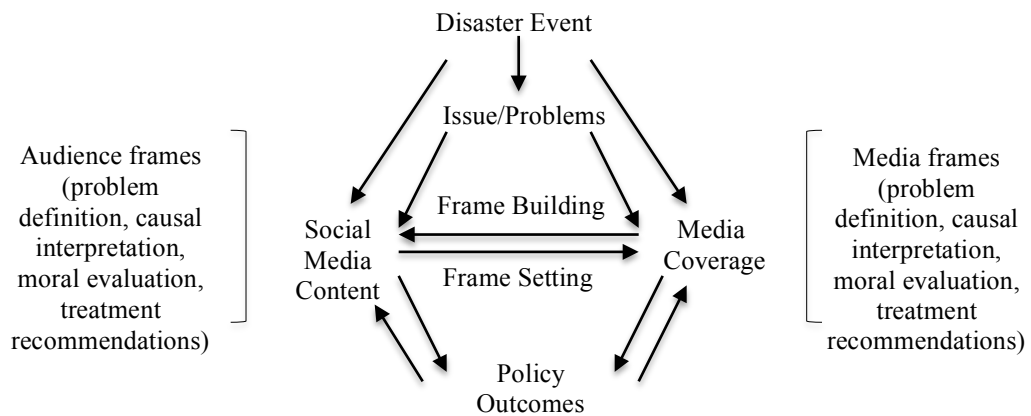 Disaster Event
Issue/Problems
Audience frames
(problem
definition, causal
interpretation,
moral evaluation,
treatment
recommendations)
Frame Building
Social
Media
Content
Frame Setting
Media
Coverage
Media frames
(problem
definition, causal
interpretation,
moral evaluation,
treatment
recommendations)
Policy
Outcomes